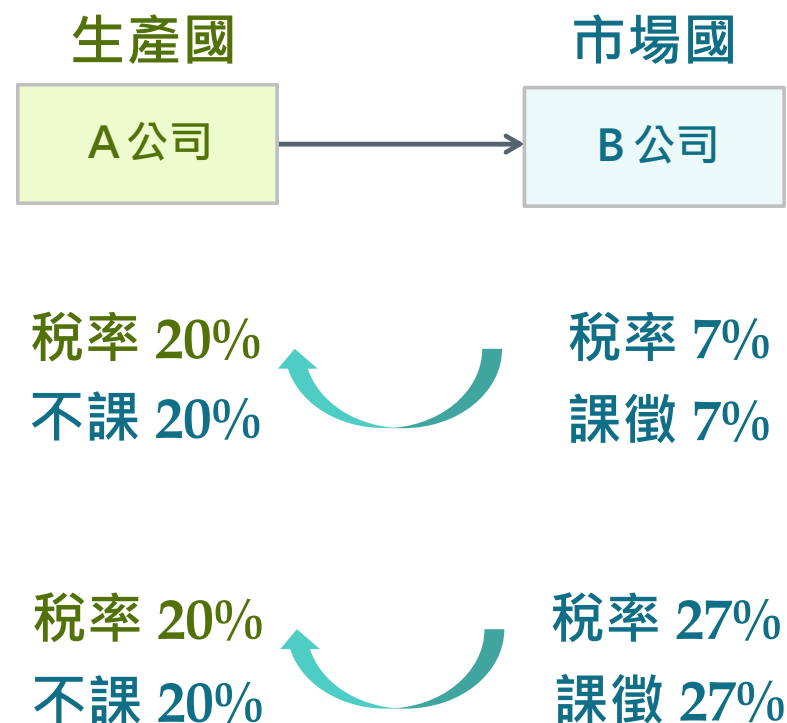 生產國 市場國
A 公司 B 公司
稅率 20% 稅率 7%
不課 20% 課徵 7%
稅率 20% 稅率 27%
不課 20% 課徵 27%